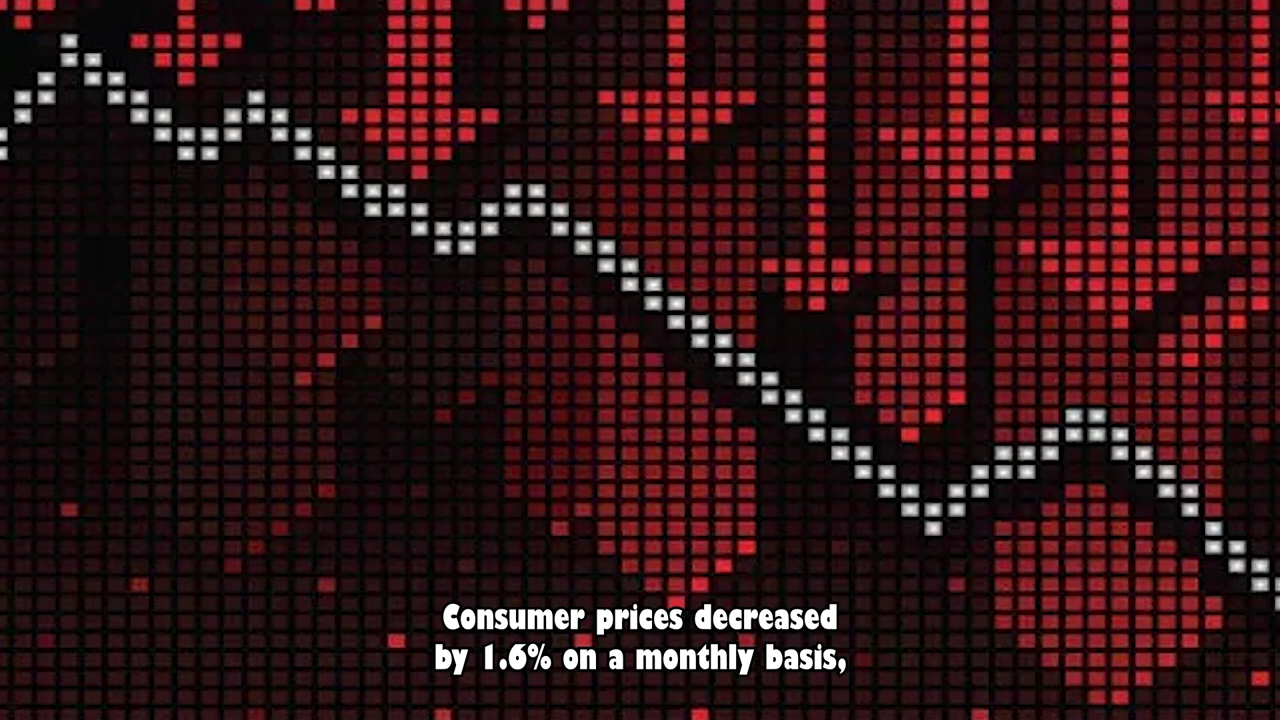 Consumer prices decreased
by 1.6% on a monthly basis,